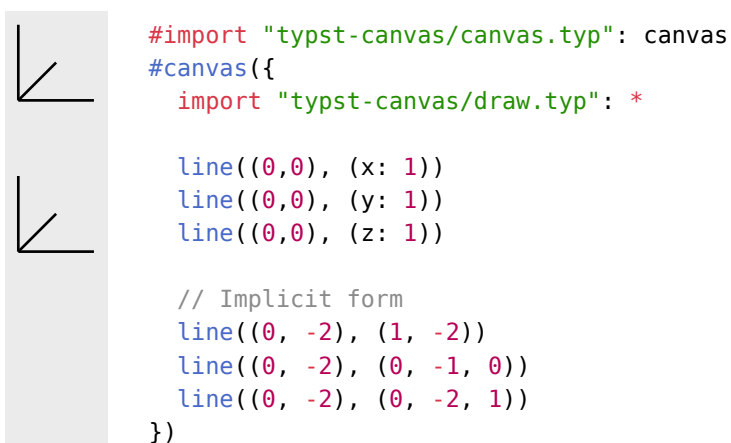 #import "typst-canvas/canvas.typ": canvas
#canvas({
  import "typst-canvas/draw.typ": *

  line((0,0), (x: 1))
  line((0,0), (y: 1))
  line((0,0), (z: 1))

  // Implicit form
  line((0, -2), (1, -2))
  line((0, -2), (0, -1, 0))
  line((0, -2), (0, -2, 1))
})